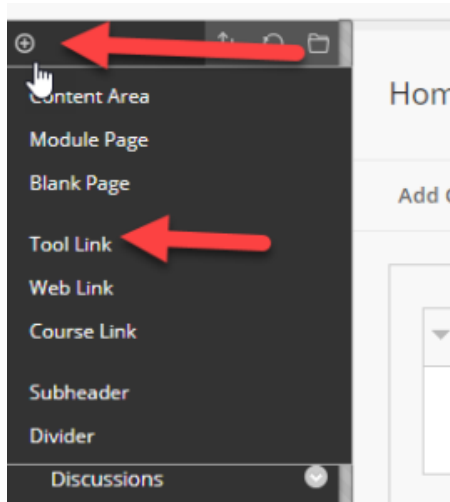 Content Area
Hom
Module Page
Blank Page
Add
Tool Link
Web Link
Course Link
Subheader
Divider
Discussions